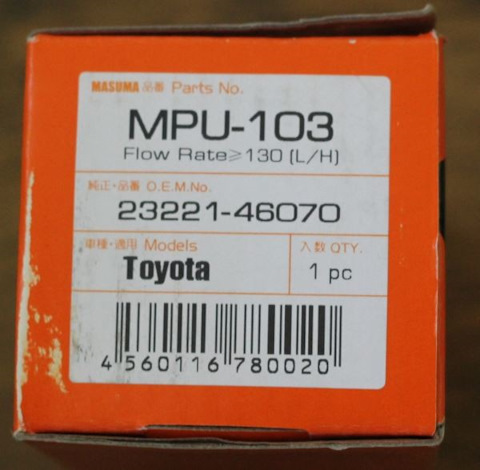 MASUMA 品番 Parts No.
MPU-103
Flow Rate≥130 (L/H)
純正・品番 O.E.M.No.
23221-46070
車種・適用 Models
Toyota
入数 QTY.
1 pc
4 560116 780020